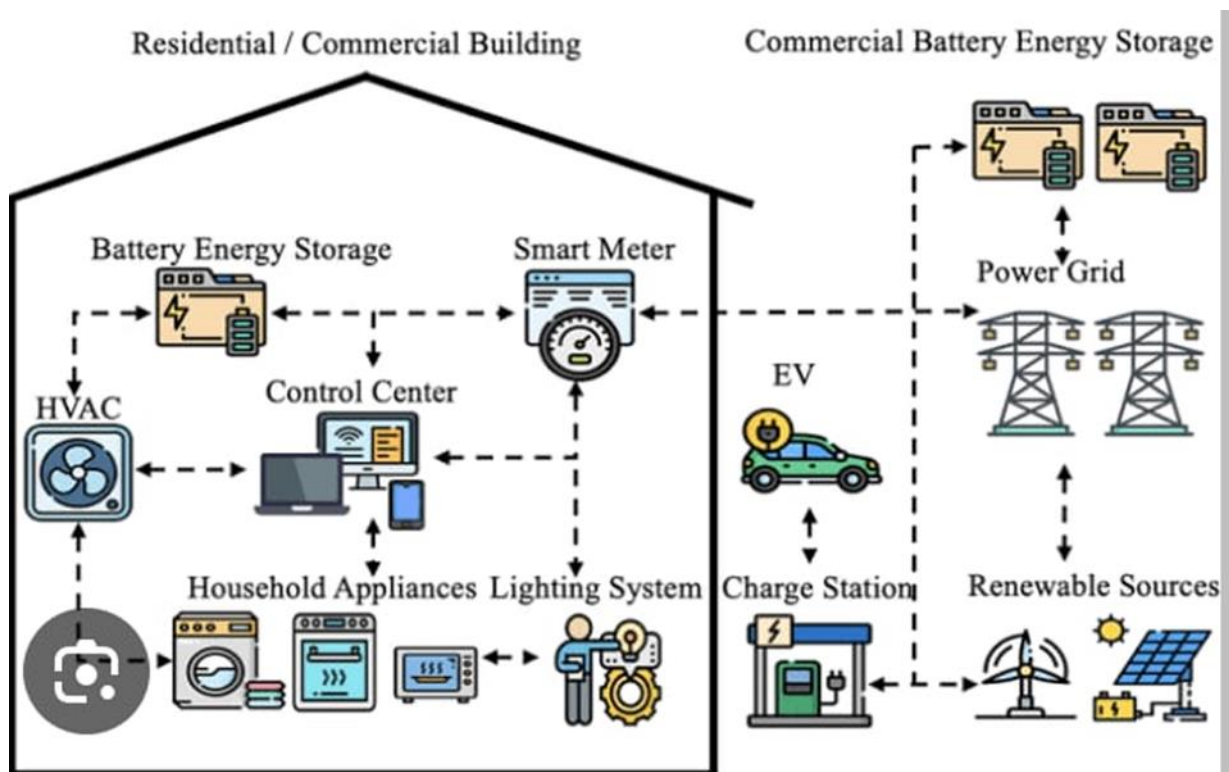 Residential / Commercial Building
Commercial Battery Energy Storage
Battery Energy Storage
Smart Meter
Power Grid
EV
Control Center
HVAC
Household Appliances
Lighting System
Charge Station
Renewable Sources